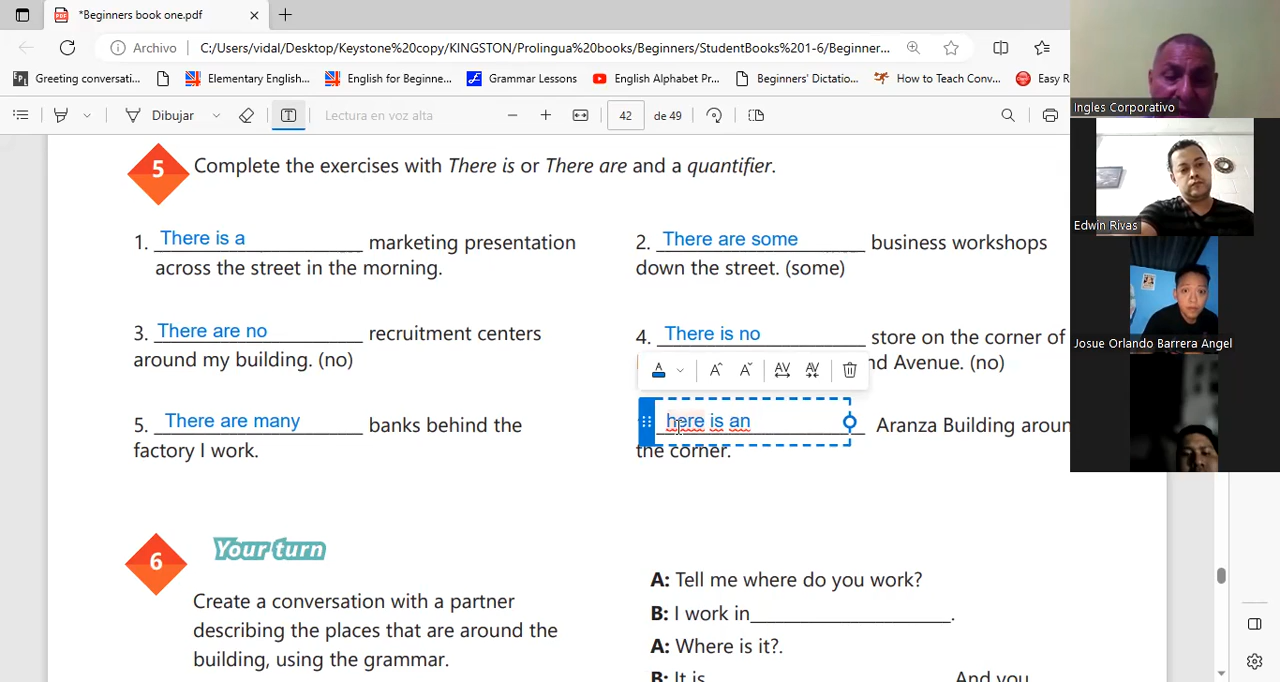 *Beginners book one.pdf
Archivo C:/Users/vidal/Desktop/Keystone%20copy/KINGSTON/Prolingua%20books/Beginners/StudentBooks%201-6/Beginner...
Greeting conversati... Elementary English... English for Beginne... Grammar Lessons English Alphabet Pr... Beginners' Dictatio... How to Teach Conv... Easy R
Dibujar Lectura en voz alta 42 de 49
Ingles Corporativo
Edwin Rivas
Josue Orlando Barrera Angel
5 Complete the exercises with There is or There are and a quantifier.
1. There is a marketing presentation
across the street in the morning.
2. There are some business workshops
down the street. (some)
3. There are no recruitment centers
around my building. (no)
4. There is no store on the corner of
nd Avenue. (no)
5. There are many banks behind the
factory I work.
here is an Aranza Building aroun
the corner.
6 Your turn
Create a conversation with a partner
describing the places that are around the
building, using the grammar.
A: Tell me where do you work?
B: I work in____________________.
A: Where is it?.
B: It is And you